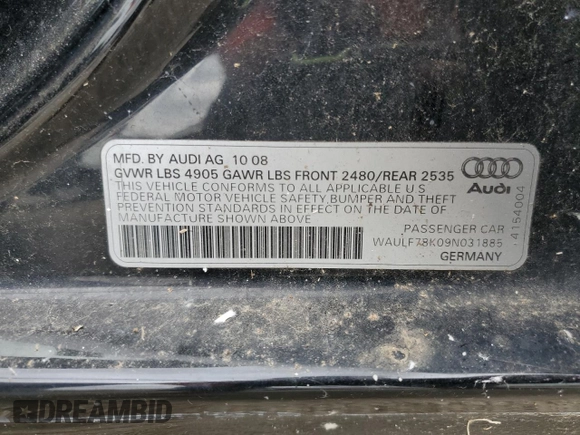 MFD. BY AUDI AG 10 08
GVWR LBS 4905 GAWR LBS FRONT 2480/REAR 2535
THIS VEHICLE CONFORMS TO ALL APPLICABLE U.S
FEDERAL MOTOR VEHICLE SAFETY, BUMPER AND THEFT
PREVENTION STANDARDS IN EFFECT ON THE DATE OF
MANUFACTURE SHOWN ABOVE
Audi
PASSENGER CAR
WAULF78K09N031885
GERMANY
4154004
DREAMBID